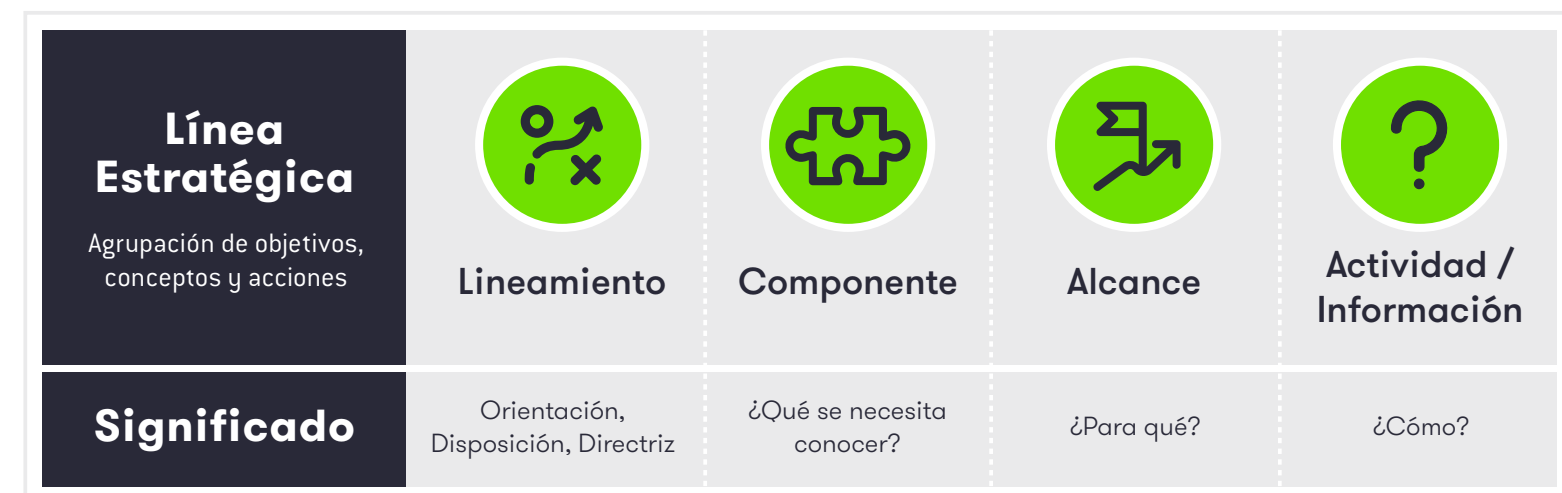 Línea
Estratégica
Agrupación de objetivos,
conceptos y acciones
Lineamiento
Componente
Alcance
Actividad /
Información
Significado
Orientación,
Disposición, Directriz
¿Qué se necesita
conocer?
¿Para qué?
¿Cómo?